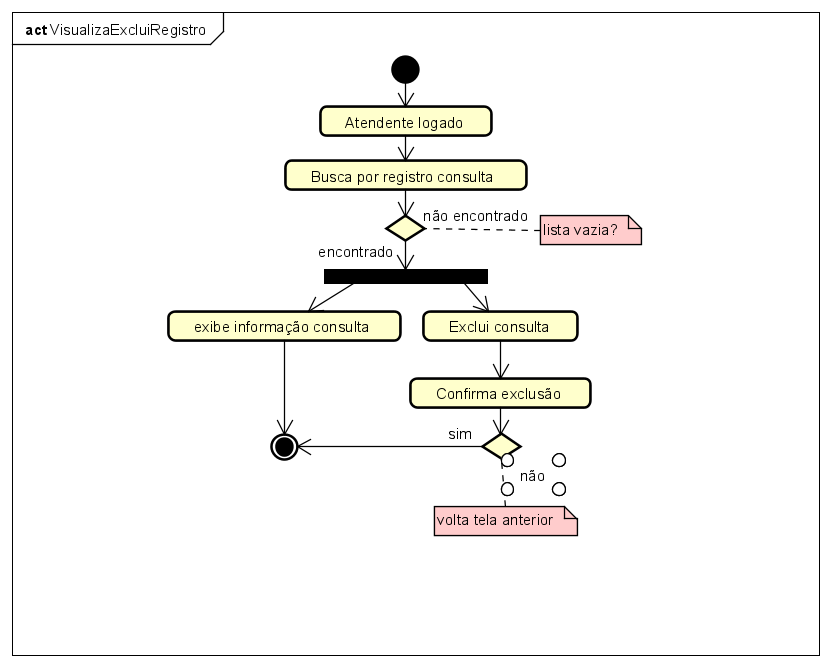 act VisualizaExcluiRegistro
Atendente logado
Busca por registro consulta
não encontrado
lista vazia?
encontrado
exibe informação consulta
Exclui consulta
Confirma exclusão
sim
não
volta tela anterior